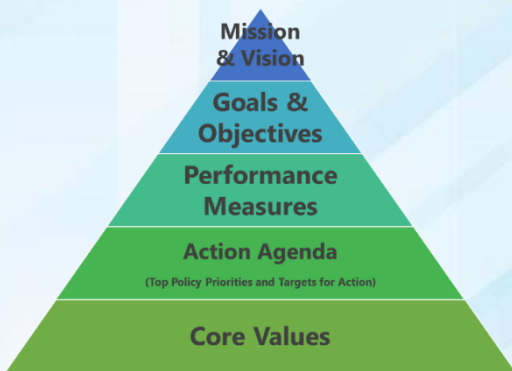 Mission
& Vision
Goals &
Objectives
Performance
Measures
Action Agenda
(Top Policy Priorities and Targets for Action)
Core Values